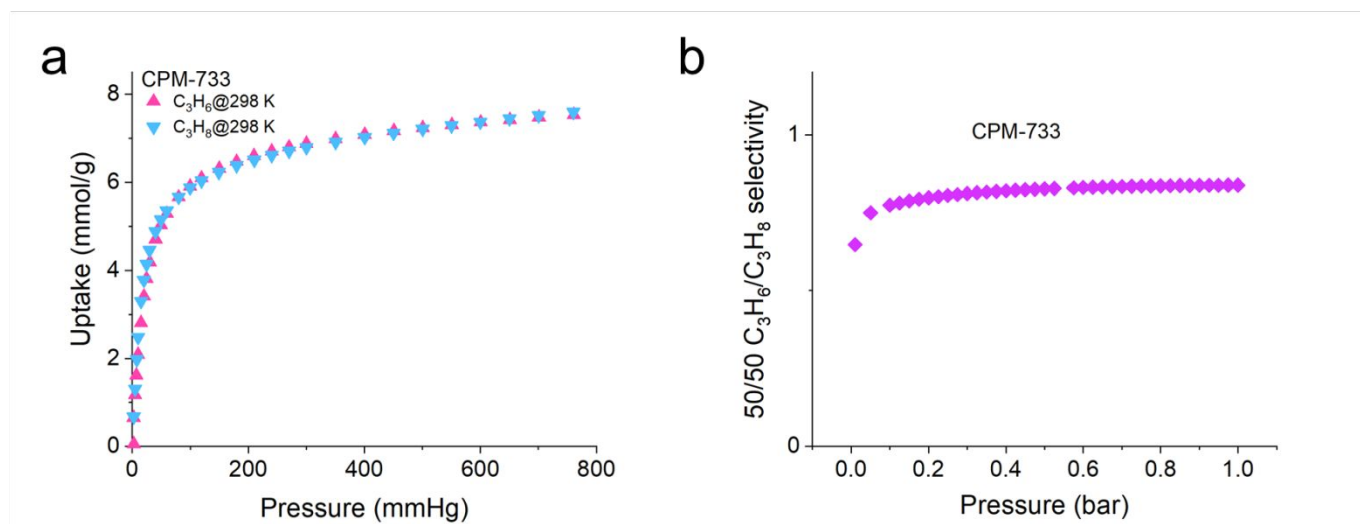 a
CPM-733
C₃H₆@298 K
C₃H₈@298 K
Uptake (mmol/g)
8
6
4
2
0
0 200 400 600 800
Pressure (mmHg)
b
CPM-733
50/50 C₃H₆/C₃H₈ selectivity
1
0
0.0 0.2 0.4 0.6 0.8 1.0
Pressure (bar)